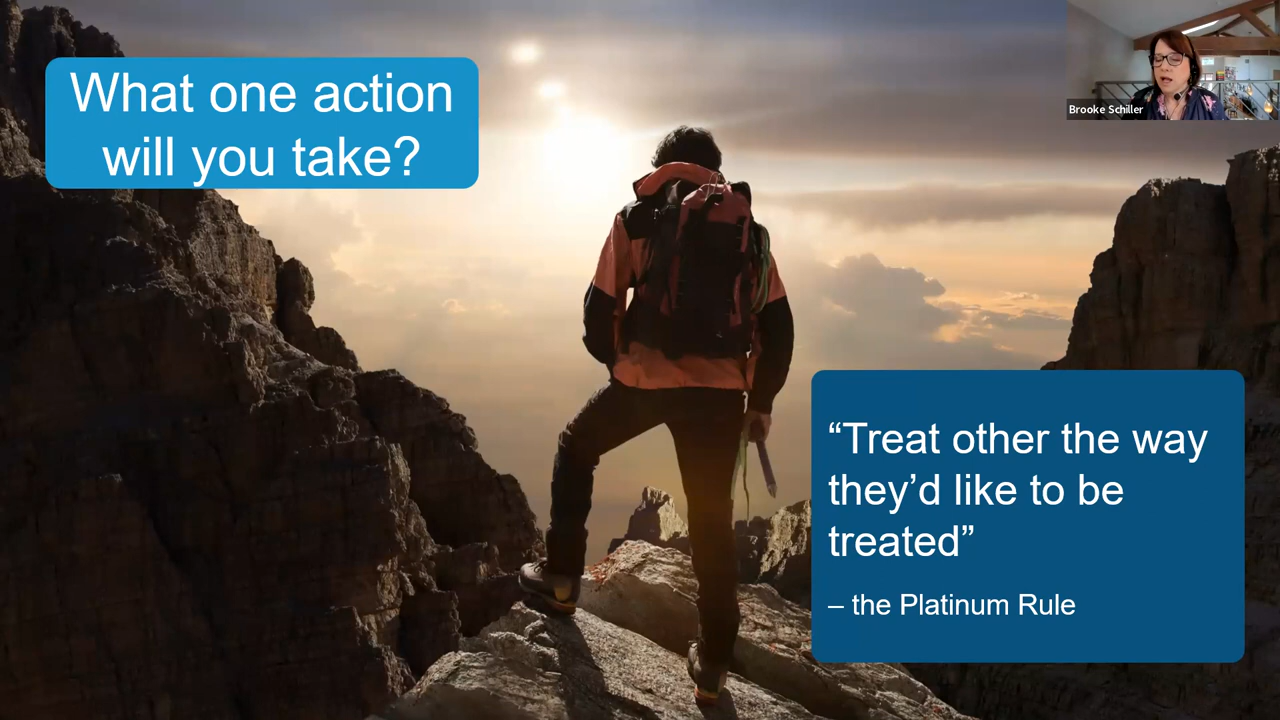 What one action
will you take?
Brooke Schiller
“Treat other the way
they’d like to be
treated”
– the Platinum Rule